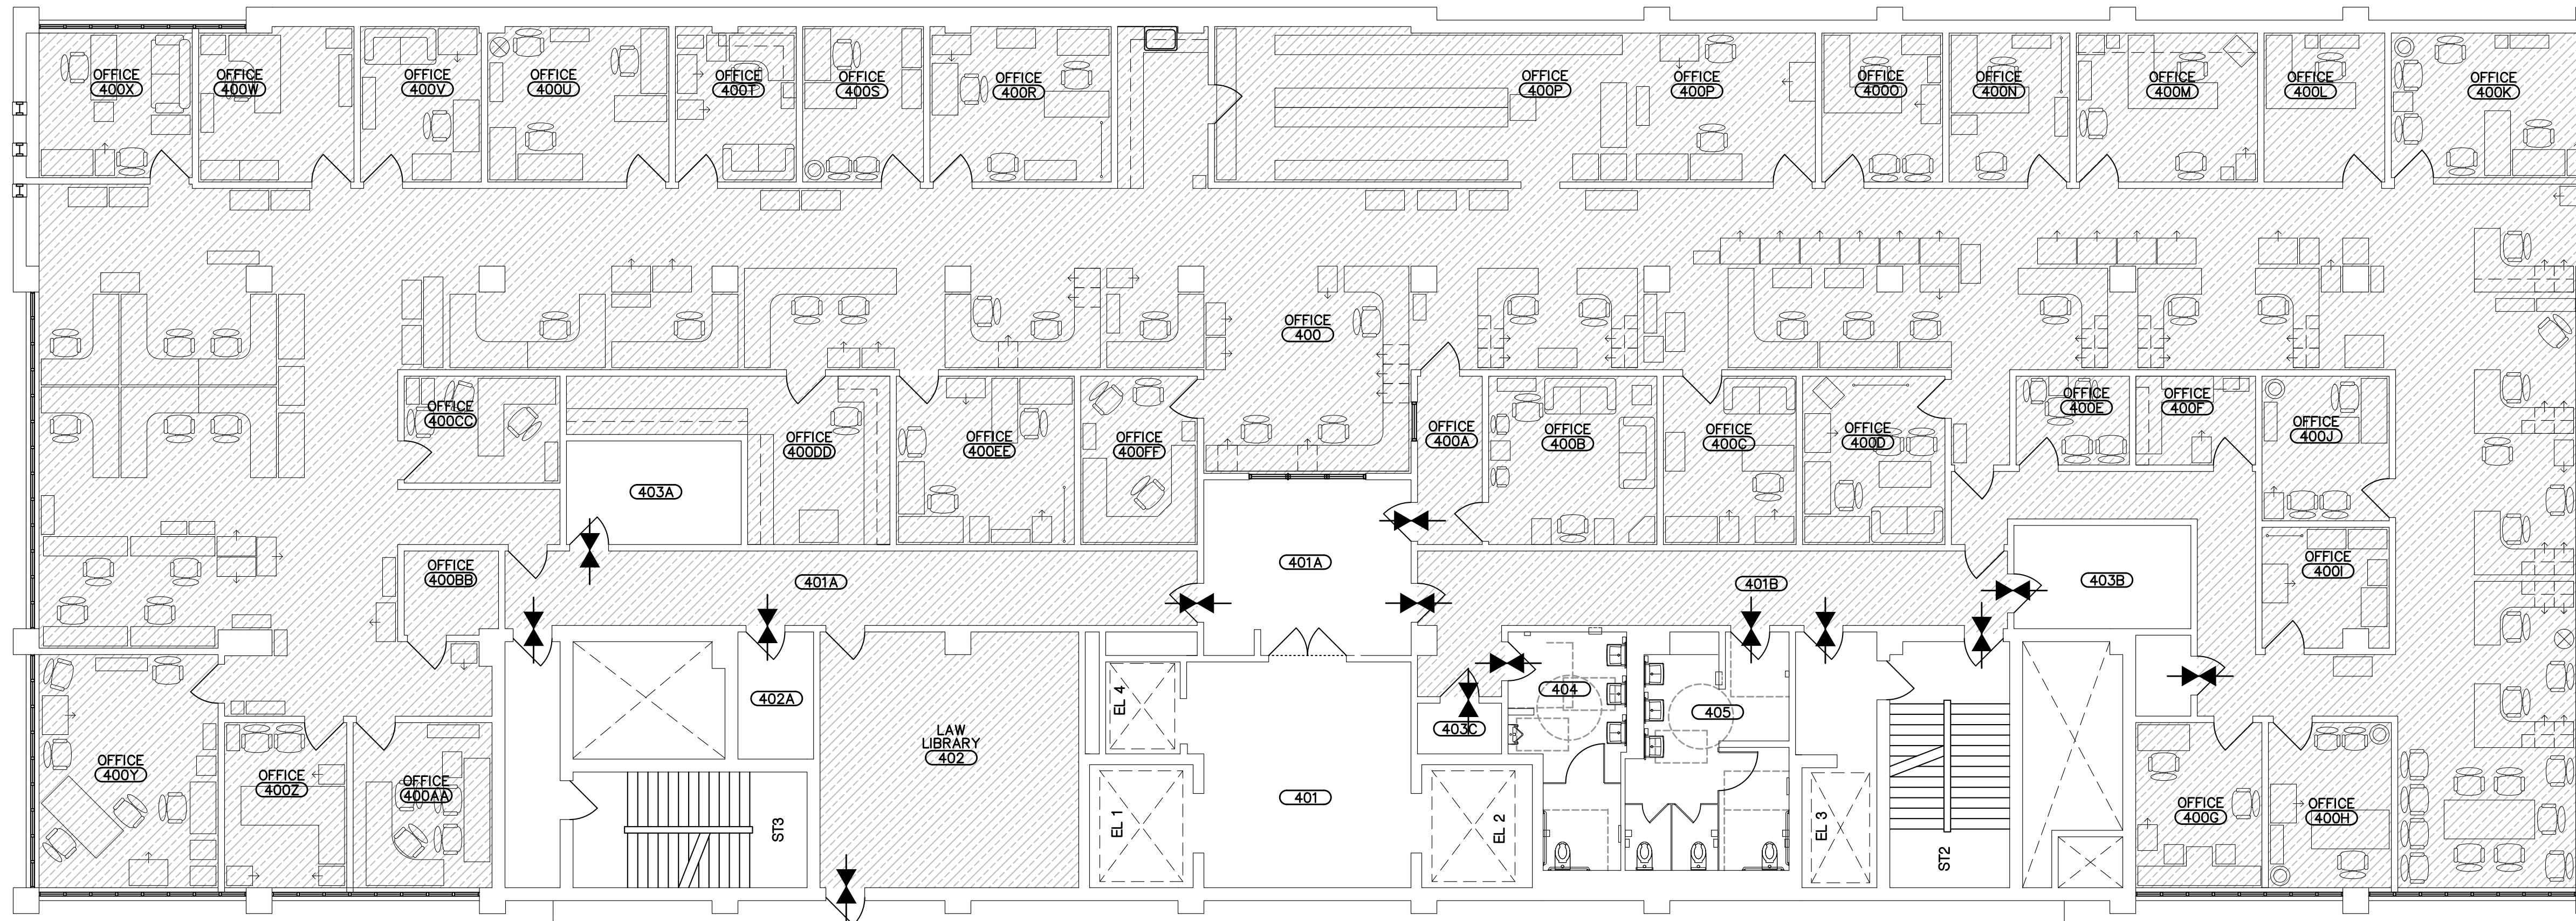 OFFICE
400X
OFFICE
400W
OFFICE
400V
OFFICE
400U
OFFICE
400T
OFFICE
400S
OFFICE
400R
OFFICE
400P
OFFICE
400P
OFFICE
400O
OFFICE
400N
OFFICE
400M
OFFICE
400L
OFFICE
400K
OFFICE
400
OFFICE
400CC
OFFICE
400DD
OFFICE
400EE
OFFICE
400FF
OFFICE
400A
OFFICE
400B
OFFICE
400C
OFFICE
400D
OFFICE
400E
OFFICE
400F
OFFICE
400J
403A
OFFICE
400BB
401A
401A
401B
403B
OFFICE
400I
402A
EL 4
403C
404
405
OFFICE
400Y
OFFICE
400Z
OFFICE
400AA
ST3
LAW
LIBRARY
402
EL 1
401
EL 2
EL 3
ST2
OFFICE
400G
OFFICE
400H